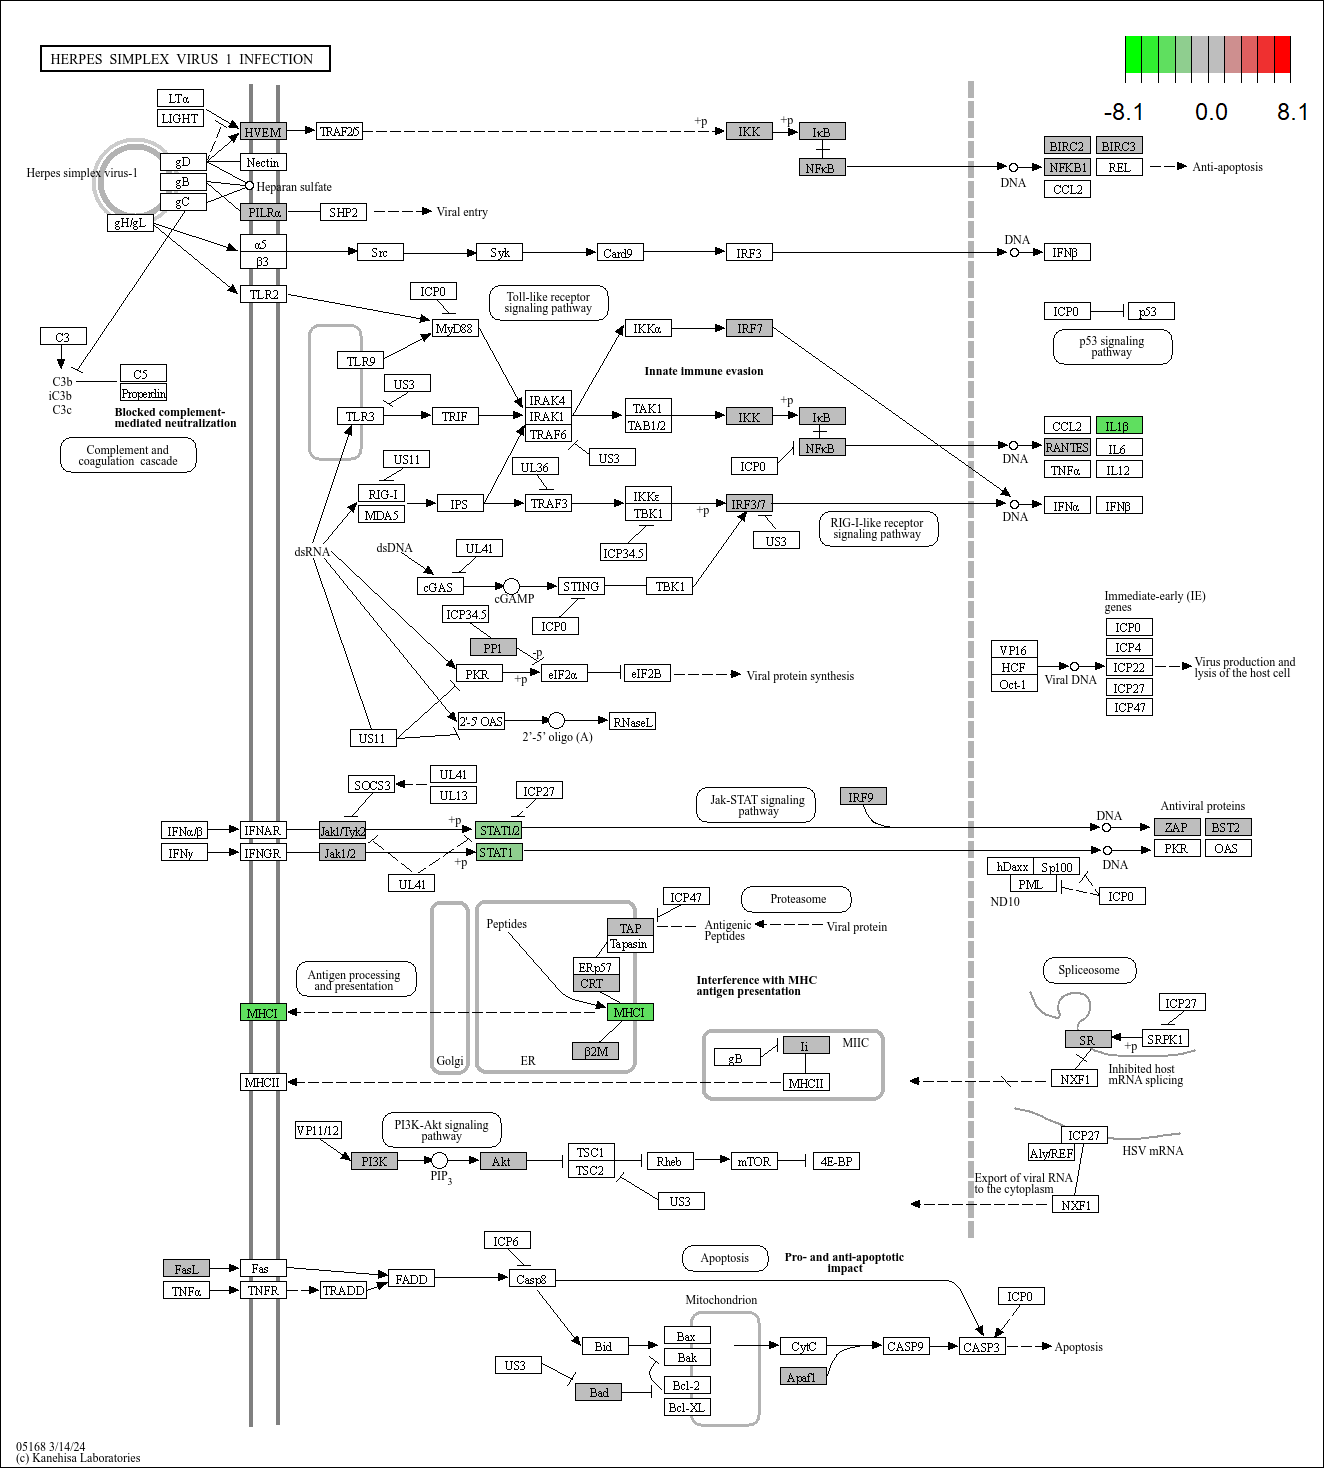 HERPES SIMPLEX VIRUS 1 INFECTION
-8.1 0.0 8.1
LTα
LIGHT
HVEM
TRAF2/5
+p
IKK
+p
IκB
NFκB
DNA
BIRC2 BIRC3
NFKB1 REL
CCL2
Anti-apoptosis
Herpes simplex virus-1
gD
gB
gC
gH/gL
Nectin
Heparan sulfate
PILRα
SHP2
Viral entry
α5
β3
Src
Syk
Card9
IRF3
DNA
IFNβ
TLR2
ICP0
MyD88
Toll-like receptor
signaling pathway
IKKα
IRF7
ICP0
p53
p53 signaling
pathway
C3
C3b
iC3b
C3c
C5
Properdin
Blocked complement-
mediated neutralization
Complement and
coagulation cascade
TLR9
US3
TLR3
TRIF
IRAK4
IRAK1
TRAF6
Innate immune evasion
TAK1
TAB1/2
IKK
+p
IκB
NFκB
ICP0
US3
DNA
CCL2 IL1β
RANTES IL6
TNFα IL12
US11
RIG-I
MDA5
IPS
UL36
TRAF3
IKKε
TBK1
+p
IRF3/7
ICP34.5
US3
RIG-I-like receptor
signaling pathway
DNA
IFNα IFNβ
dsRNA
dsDNA
UL41
cGAS
cGAMP
STING
TBK1
ICP0
ICP34.5
PP1
-p
PKR
+p
eIF2α
eIF2B
Viral protein synthesis
2'-5' OAS
2'-5' oligo (A)
RNaseL
US11
Immediate-early (IE)
genes
VP16
HCF
Oct-1
Viral DNA
ICP0
ICP4
ICP22
ICP27
ICP47
Virus production and
lysis of the host cell
SOCS3
UL41
UL13
ICP27
Jak-STAT signaling
pathway
IRF9
IFNα/β
IFNAR
Jak1/Tyk2
+p
STAT1/2
IFNγ
IFNGR
Jak1/2
+p
STAT1
UL41
DNA
DNA
Antiviral proteins
ZAP BST2
PKR OAS
hDaxx Sp100
PML
ND10
ICP0
Peptides
TAP
Tapasin
ICP47
Proteasome
Antigenic
Peptides
Viral protein
ERp57
CRT
Antigen processing
and presentation
Interference with MHC
antigen presentation
MHCI
MHCI
β2M
Golgi
ER
gB
Ii
MIIC
MHCII
MHCII
Spliceosome
ICP27
SR
+p
SRPK1
NXF1
Inhibited host
mRNA splicing
VP11/12
PI3K-Akt signaling
pathway
PI3K
PIP3
Akt
TSC1
TSC2
Rheb
mTOR
4E-BP
US3
ICP27
Aly/REF
HSV mRNA
Export of viral RNA
to the cytoplasm
NXF1
ICP6
Apoptosis
Pro- and anti-apoptotic
impact
FasL
Fas
TNFα
TNFR
TRADD
FADD
Casp8
Mitochondrion
ICP0
Bid
Bax
Bak
Bcl-2
Bcl-XL
US3
Bad
CytC
Apaf1
CASP9
CASP3
Apoptosis
05168 3/14/24
(c) Kanehisa Laboratories